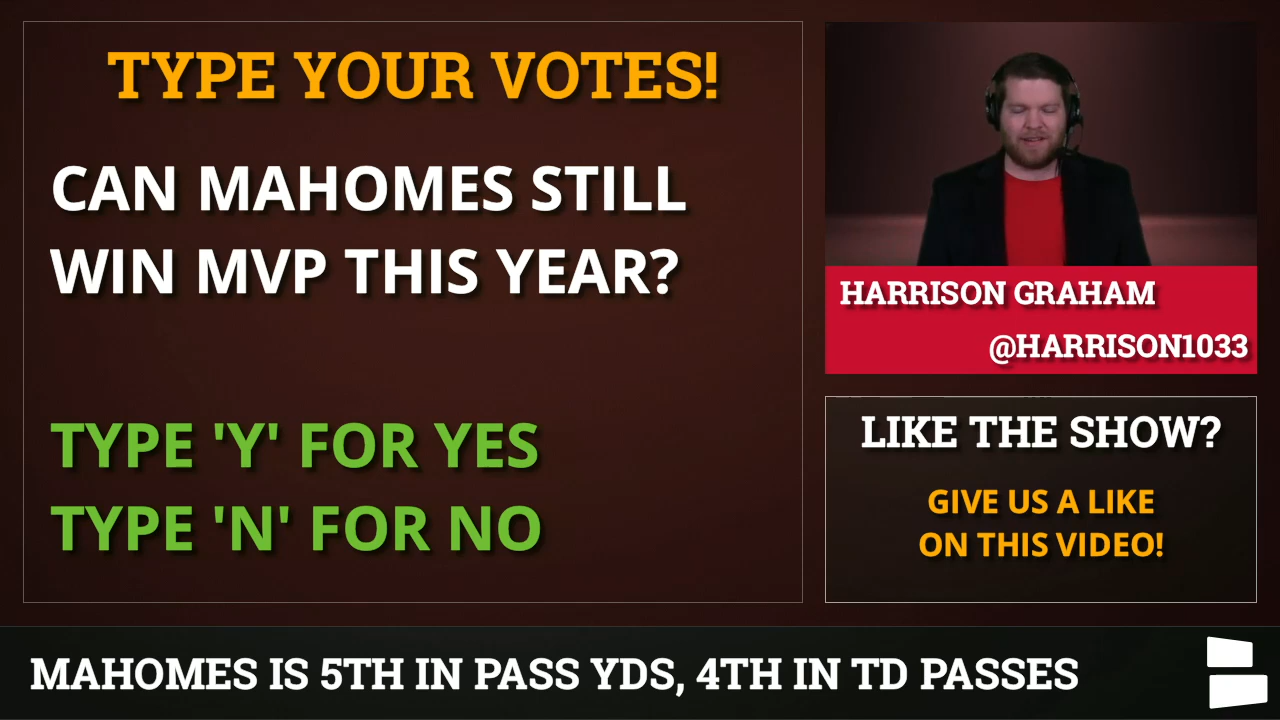 TYPE YOUR VOTES!
CAN MAHOMES STILL
WIN MVP THIS YEAR?
TYPE 'Y' FOR YES
TYPE 'N' FOR NO
HARRISON GRAHAM
@HARRISON1033
LIKE THE SHOW?
GIVE US A LIKE
ON THIS VIDEO!
MAHOMES IS 5TH IN PASS YDS, 4TH IN TD PASSES